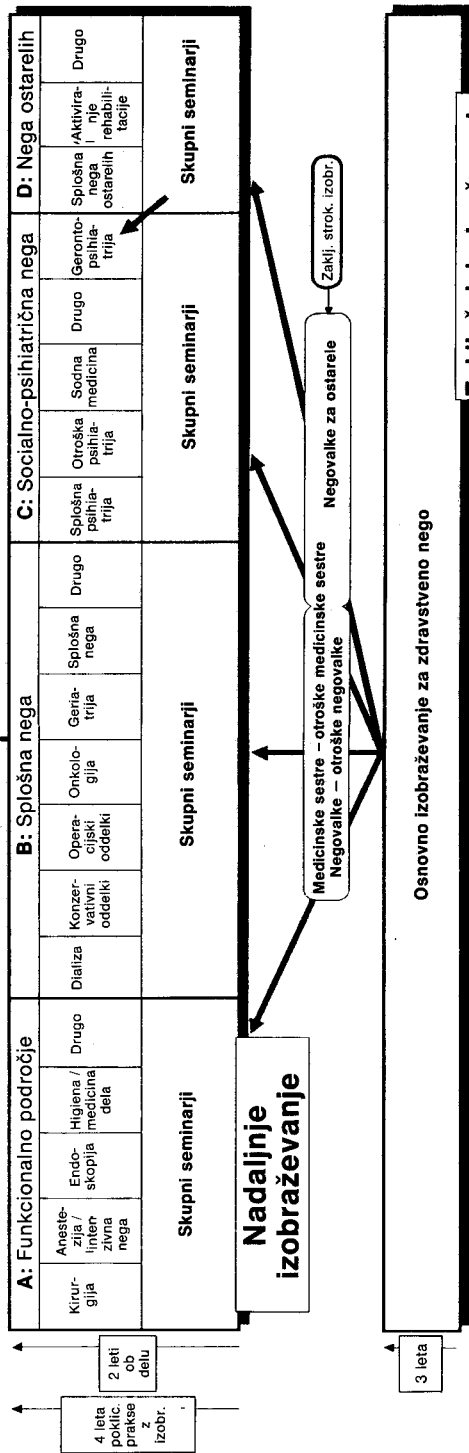 A: Funkcionalno področje
B: Splošna nega
C: Socialno-psihiatrična nega
D: Nega ostarelih
Kirur-
gija
Aneste-
zija /
intenzivna
nega
Endo-
skopija
Higiena /
medicina
dela
Drugo
Dializa
Konzer-
vativni
oddelki
Opera-
cijski
oddelki
Onkolo-
gija
Geria-
trija
Splošna
nega
Drugo
Splošna
psihia-
trija
Otroška
psihia-
trija
Sodna
medicina
Drugo
Geronto-
psihia-
trija
Splošna
nega
ostarelih
Aktivira-
nje
rehabili-
tacije
Drugo
Skupni seminarji
Skupni seminarji
Skupni seminarji
Skupni seminarji
4 leta
poklic.
prakse
z
izobr.
2 leti
ob
delu
Nadaljnje
izobraževanje
Medicinske sestre – otroške medicinske sestre
Negovalke – otroške negovalke
Negovalke za ostarele
Zaklj. strok. izobr.
3 leta
Osnovno izobraževanje za zdravstveno nego